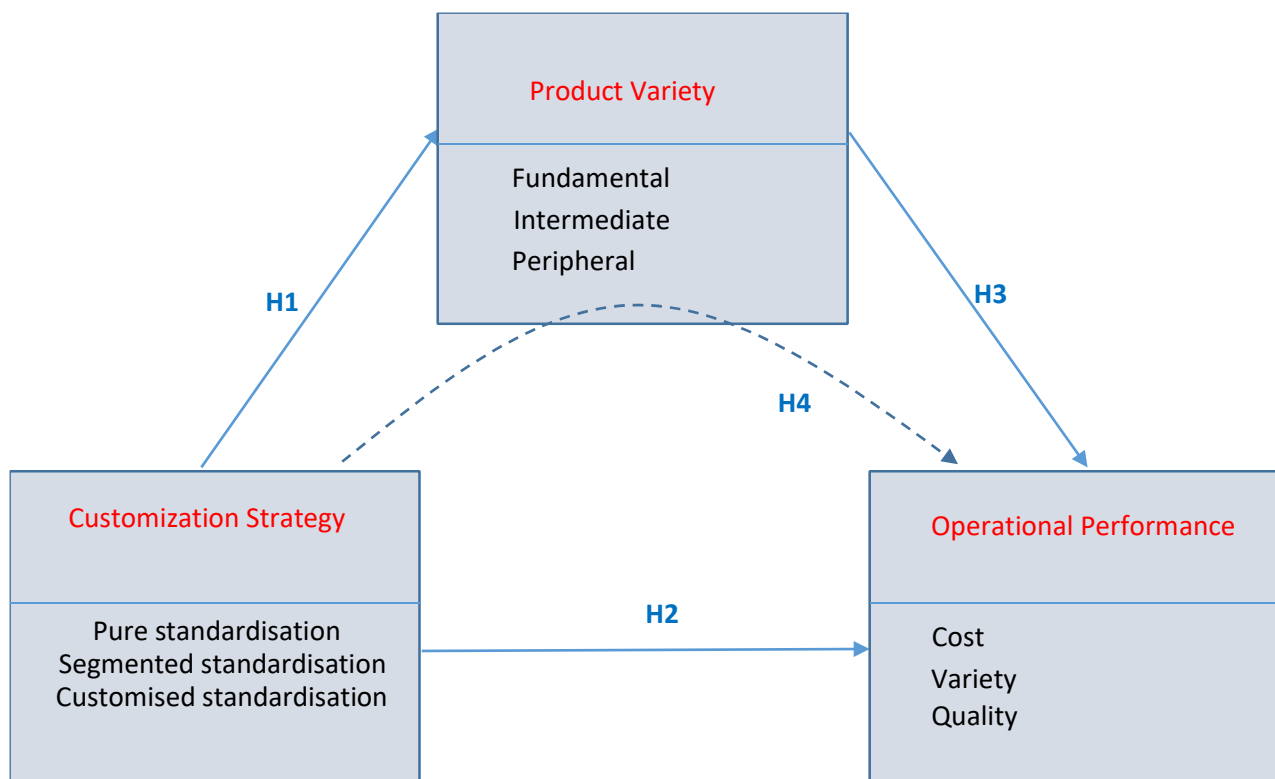 Product Variety
Fundamental
Intermediate
Peripheral
H1
H3
H4
Customization Strategy
Pure standardisation
Segmented standardisation
Customised standardisation
H2
Operational Performance
Cost
Variety
Quality